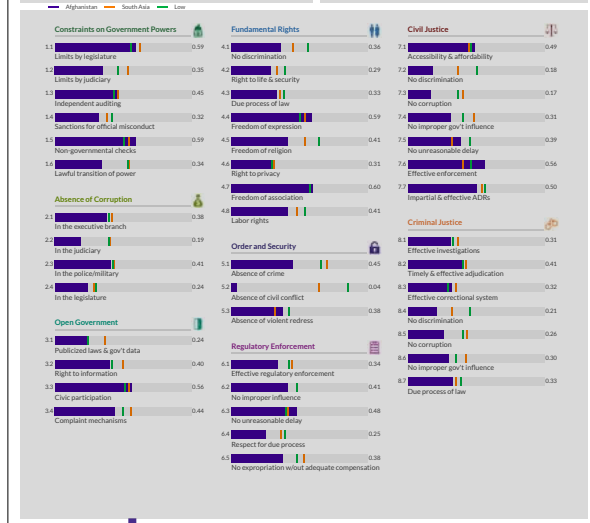 Afghanistan South Asia Low
Constraints on Government Powers
1.1 0.59
Limits by legislature
1.2 0.35
Limits by judiciary
1.3 0.45
Independent auditing
1.4 0.32
Sanctions for official misconduct
1.5 0.59
Non-governmental checks
1.6 0.34
Lawful transition of power
Absence of Corruption
2.1 0.38
In the executive branch
2.2 0.19
In the judiciary
2.3 0.41
In the police/military
2.4 0.24
In the legislature
Open Government
3.1 0.24
Publicized laws & gov't data
3.2 0.40
Right to information
3.3 0.56
Civic participation
3.4 0.44
Complaint mechanisms
Fundamental Rights
4.1 0.36
No discrimination
4.2 0.29
Right to life & security
4.3 0.33
Due process of law
4.4 0.59
Freedom of expression
4.5 0.41
Freedom of religion
4.6 0.31
Right to privacy
4.7 0.60
Freedom of association
4.8 0.41
Labor rights
Order and Security
5.1 0.45
Absence of crime
5.2 0.04
Absence of civil conflict
5.3 0.38
Absence of violent redress
Regulatory Enforcement
6.1 0.34
Effective regulatory enforcement
6.2 0.41
No improper influence
6.3 0.48
No unreasonable delay
6.4 0.25
Respect for due process
6.5 0.38
No expropriation w/out adequate compensation
Civil Justice
7.1 0.49
Accessibility & affordability
7.2 0.18
No discrimination
7.3 0.17
No corruption
7.4 0.31
No improper gov't influence
7.5 0.39
No unreasonable delay
7.6 0.56
Effective enforcement
7.7 0.50
Impartial & effective ADRs
Criminal Justice
8.1 0.31
Effective investigations
8.2 0.41
Timely & effective adjudication
8.3 0.32
Effective correctional system
8.4 0.21
No discrimination
8.5 0.26
No corruption
8.6 0.30
No improper gov't influence
8.7 0.33
Due process of law